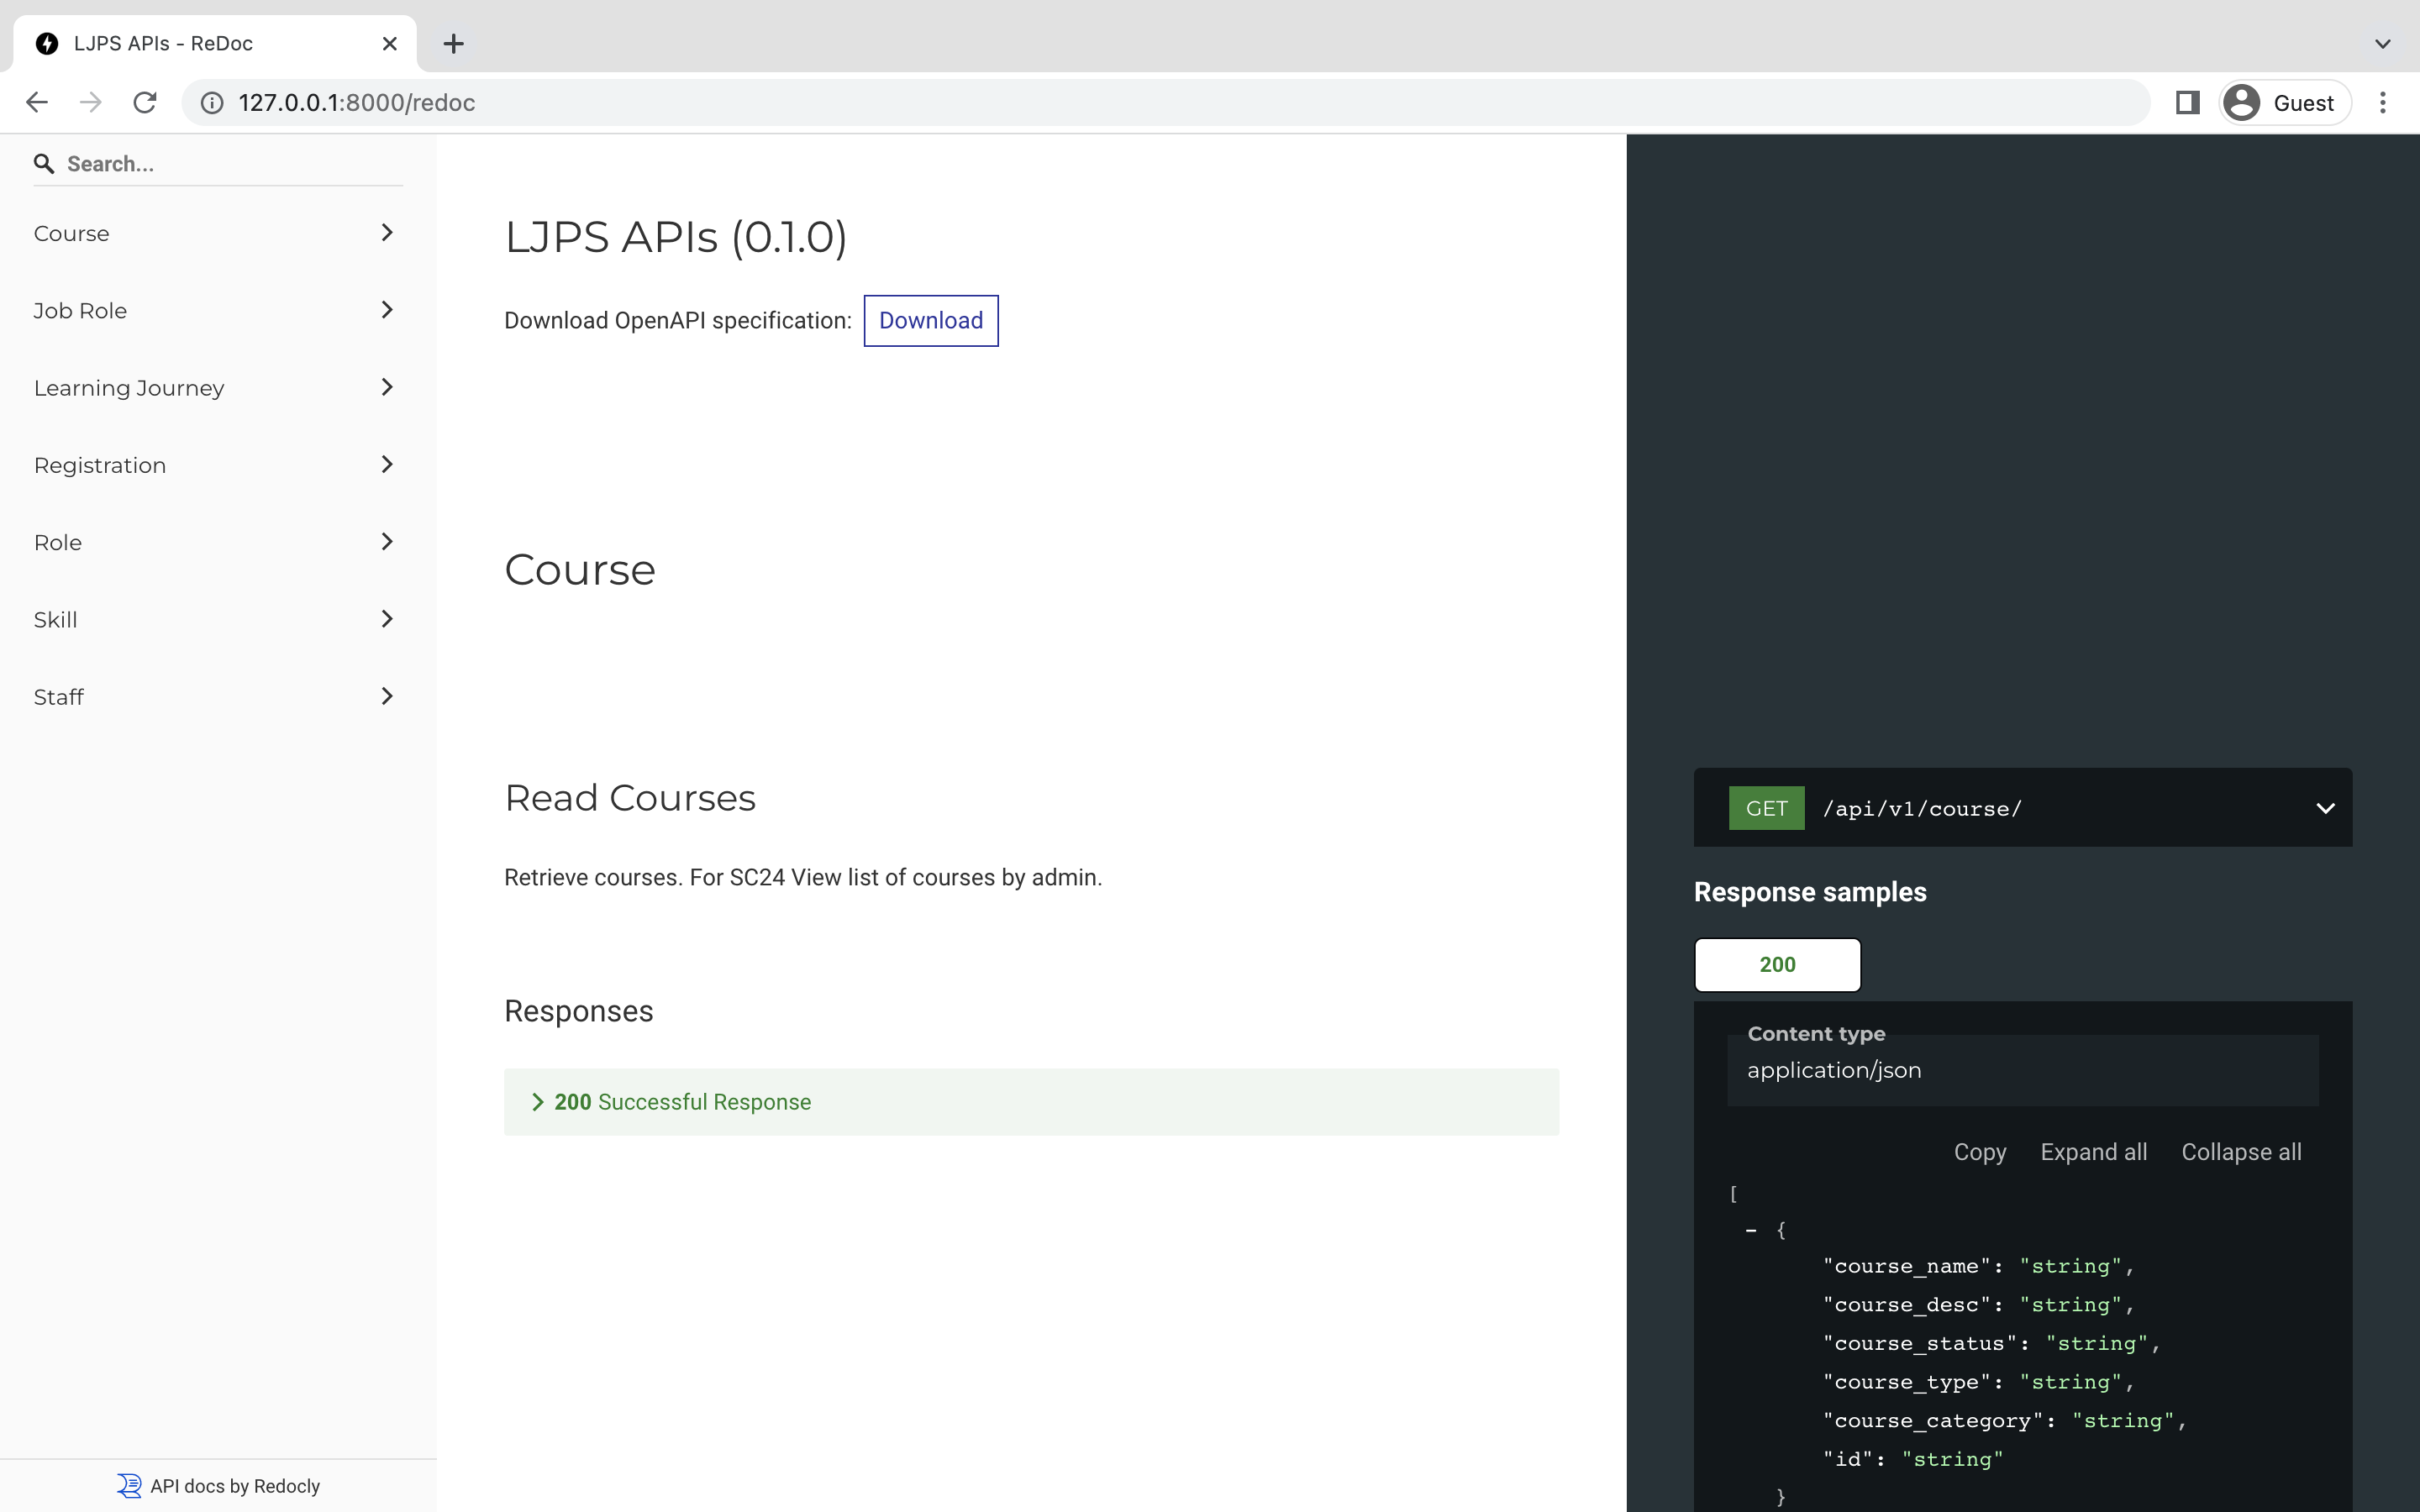 LJPS APIs - ReDoc
127.0.0.1:8000/redoc
Guest
Search...
Course
Job Role
Learning Journey
Registration
Role
Skill
Staff
API docs by Redocly
LJPS APIs (0.1.0)
Download OpenAPI specification: Download
Course
Read Courses
Retrieve courses. For SC24 View list of courses by admin.
Responses
200 Successful Response
GET /api/v1/course/
Response samples
200
Content type
application/json
Copy Expand all Collapse all
[
- {
"course_name": "string",
"course_desc": "string",
"course_status": "string",
"course_type": "string",
"course_category": "string",
"id": "string"
}